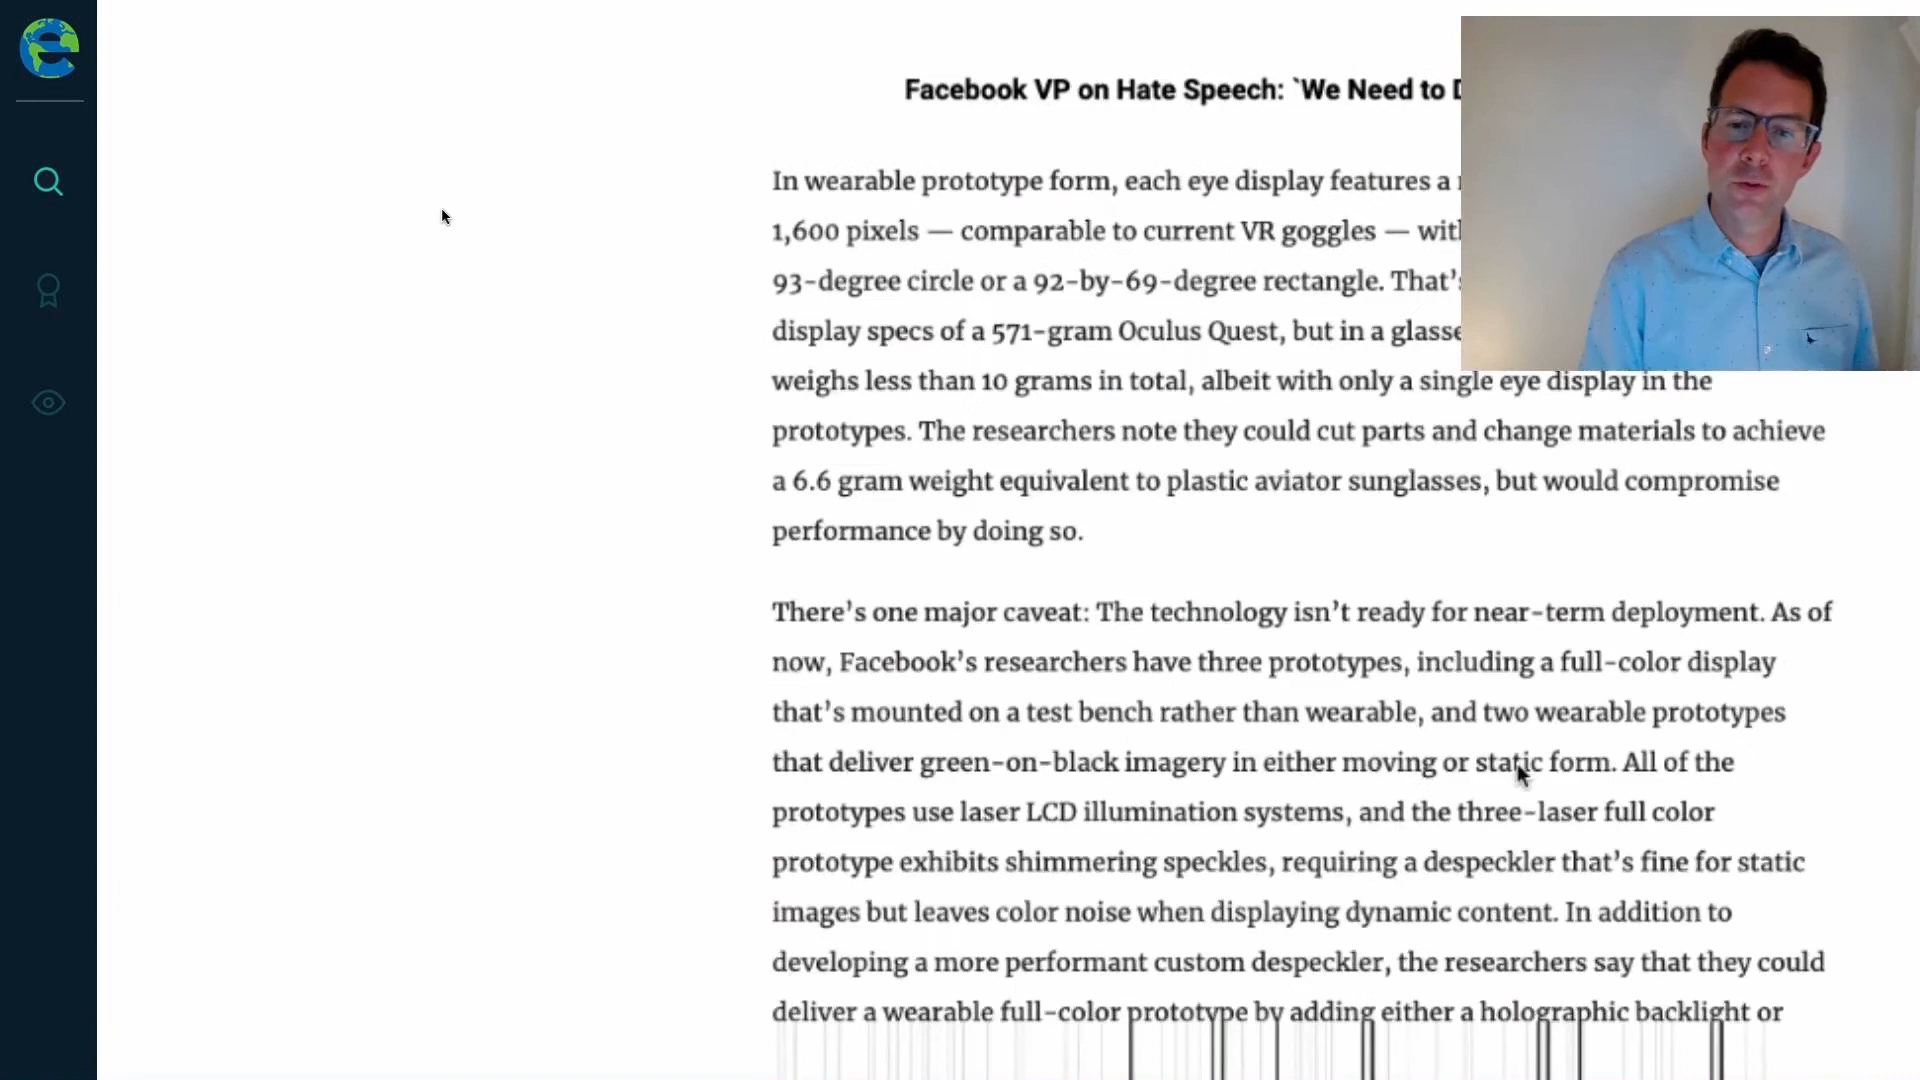 Facebook VP on Hate Speech: `We Need to
In wearable prototype form, each eye display features a
1,600 pixels — comparable to current VR goggles — with
93-degree circle or a 92-by-69-degree rectangle. That's
display specs of a 571-gram Oculus Quest, but in a glasse
weighs less than 10 grams in total, albeit with only a single eye display in the
prototypes. The researchers note they could cut parts and change materials to achieve
a 6.6 gram weight equivalent to plastic aviator sunglasses, but would compromise
performance by doing so.
There's one major caveat: The technology isn't ready for near-term deployment. As of
now, Facebook's researchers have three prototypes, including a full-color display
that's mounted on a test bench rather than wearable, and two wearable prototypes
that deliver green-on-black imagery in either moving or static form. All of the
prototypes use laser LCD illumination systems, and the three-laser full color
prototype exhibits shimmering speckles, requiring a despeckler that's fine for static
images but leaves color noise when displaying dynamic content. In addition to
developing a more performant custom despeckler, the researchers say that they could
deliver a wearable full-color prototype by adding either a holographic backlight or